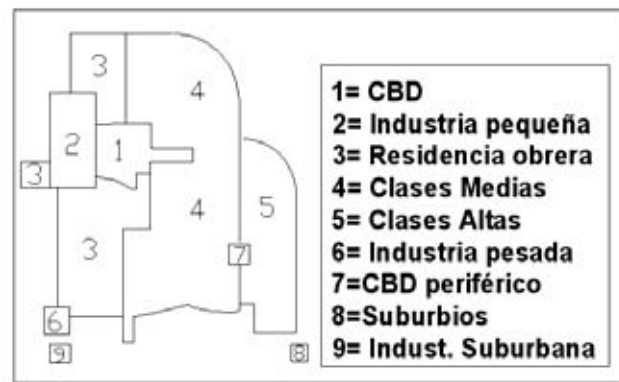 3
4
2
1
3
5
4
3
7
6
9
8
1= CBD
2= Industria pequeña
3= Residencia obrera
4= Clases Medias
5= Clases Altas
6= Industria pesada
7=CBD periférico
8=Suburbios
9= Indust. Suburbana